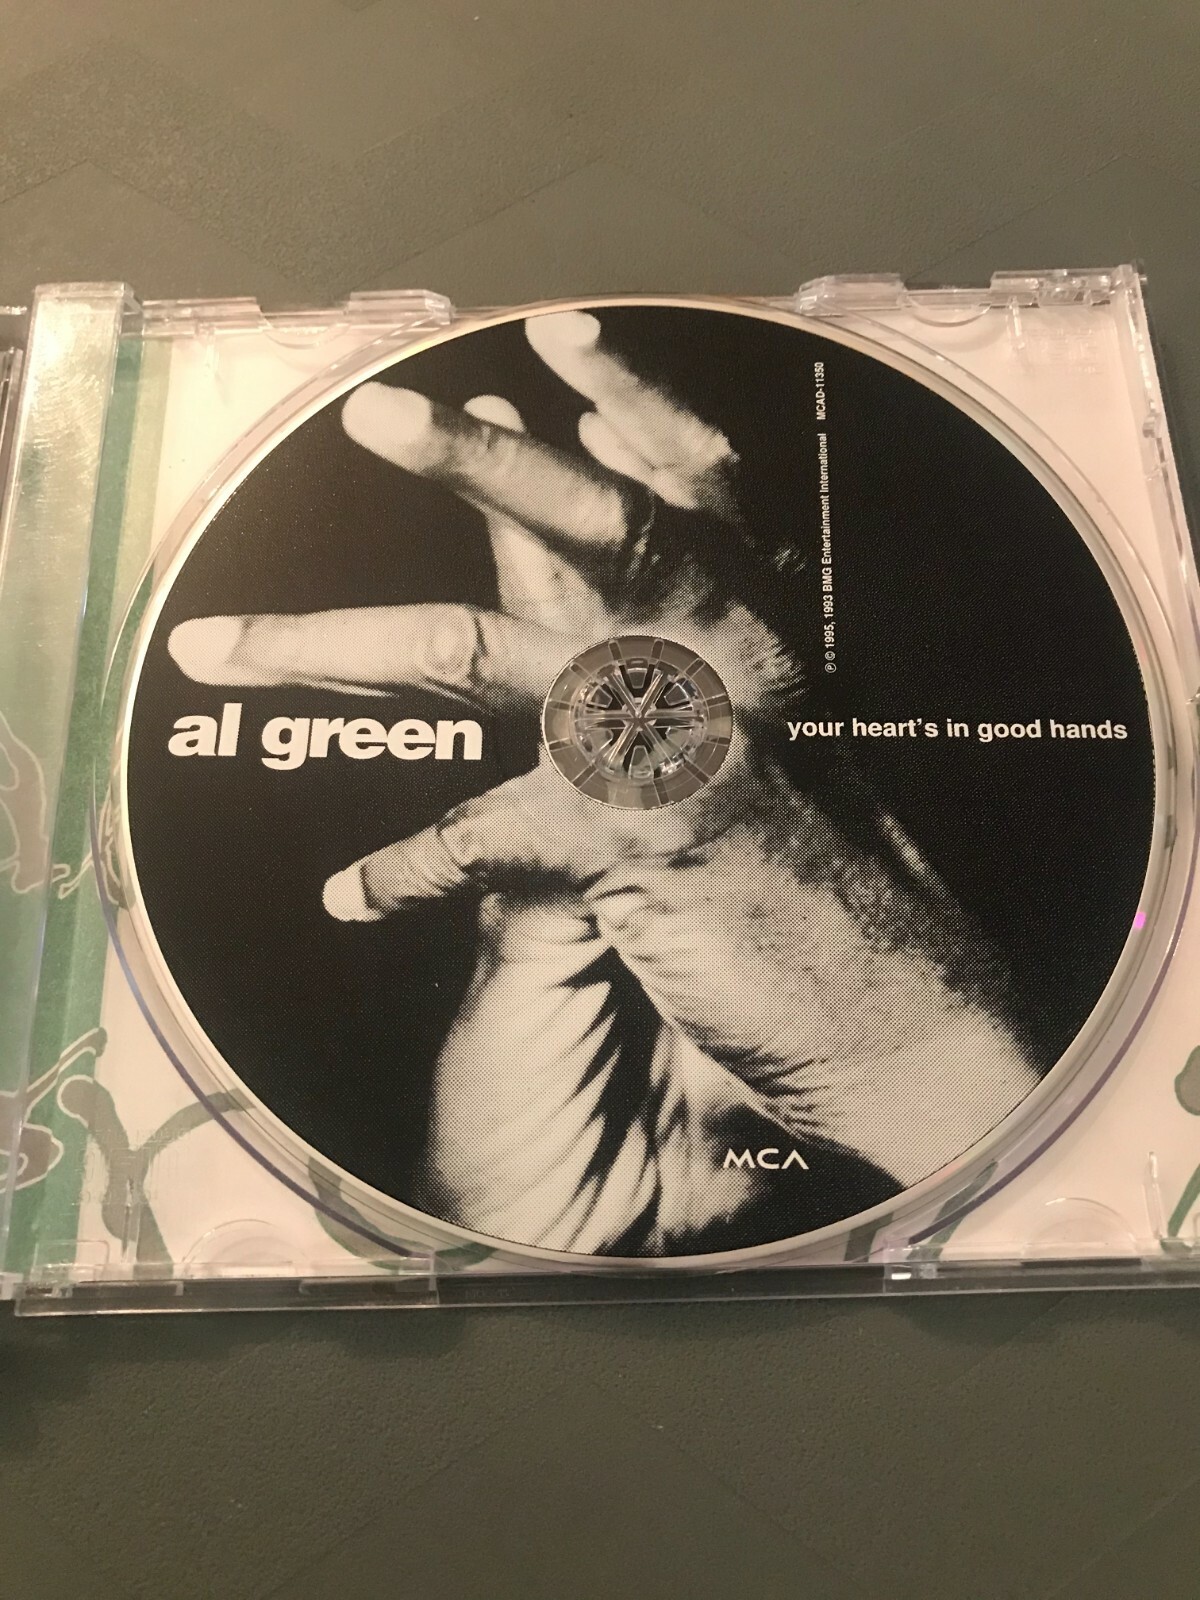 al green
your heart's in good hands
℗ © 1995, 1993 BMG Entertainment International MCAD-11350
MCA